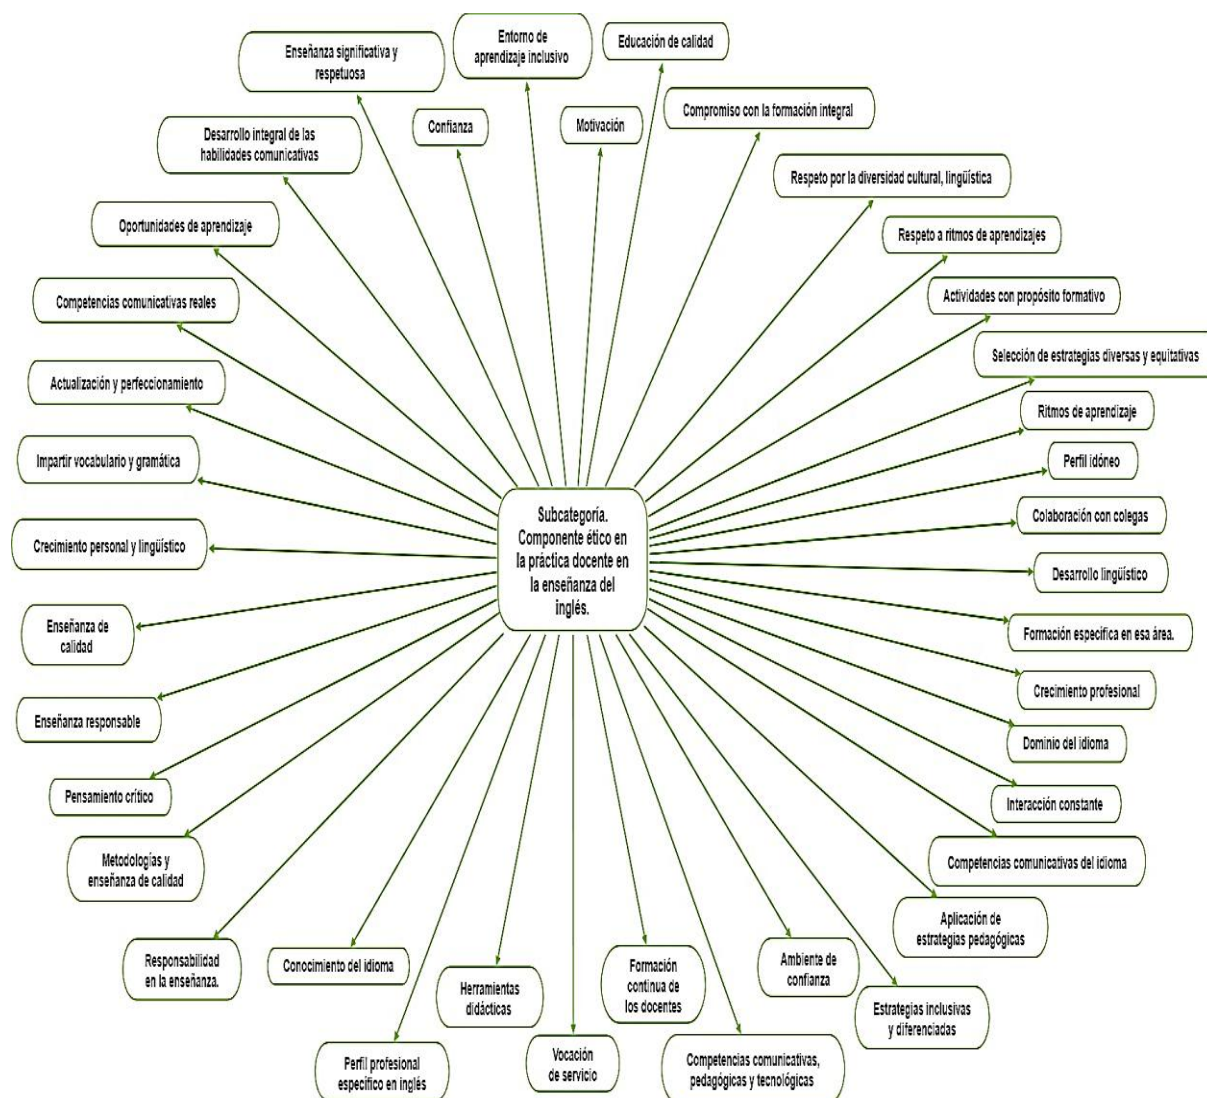 Entorno de
aprendizaje inclusivo
Educación de calidad
Enseñanza significativa y
respetuosa
Compromiso con la formación integral
Confianza
Motivación
Desarrollo integral de las
habilidades comunicativas
Respeto por la diversidad cultural, lingüística
Oportunidades de aprendizaje
Respeto a ritmos de aprendizajes
Competencias comunicativas reales
Actividades con propósito formativo
Selección de estrategias diversas y equitativas
Actualización y perfeccionamiento
Ritmos de aprendizaje
Impartir vocabulario y gramática
Perfil idóneo
Colaboración con colegas
Subcategoría.
Componente ético en
la práctica docente en
la enseñanza del
inglés.
Crecimiento personal y lingüístico
Desarrollo lingüístico
Enseñanza de
calidad
Formación específica en esa área.
Enseñanza responsable
Crecimiento profesional
Dominio del idioma
Pensamiento crítico
Interacción constante
Metodologías y
enseñanza de calidad
Competencias comunicativas del idioma
Aplicación de
estrategias pedagógicas
Responsabilidad
en la enseñanza.
Conocimiento del idioma
Herramientas
didácticas
Formación
continua de
los docentes
Ambiente de
confianza
Estrategias inclusivas
y diferenciadas
Perfil profesional
específico en inglés
Vocación
de servicio
Competencias comunicativas,
pedagógicas y tecnológicas